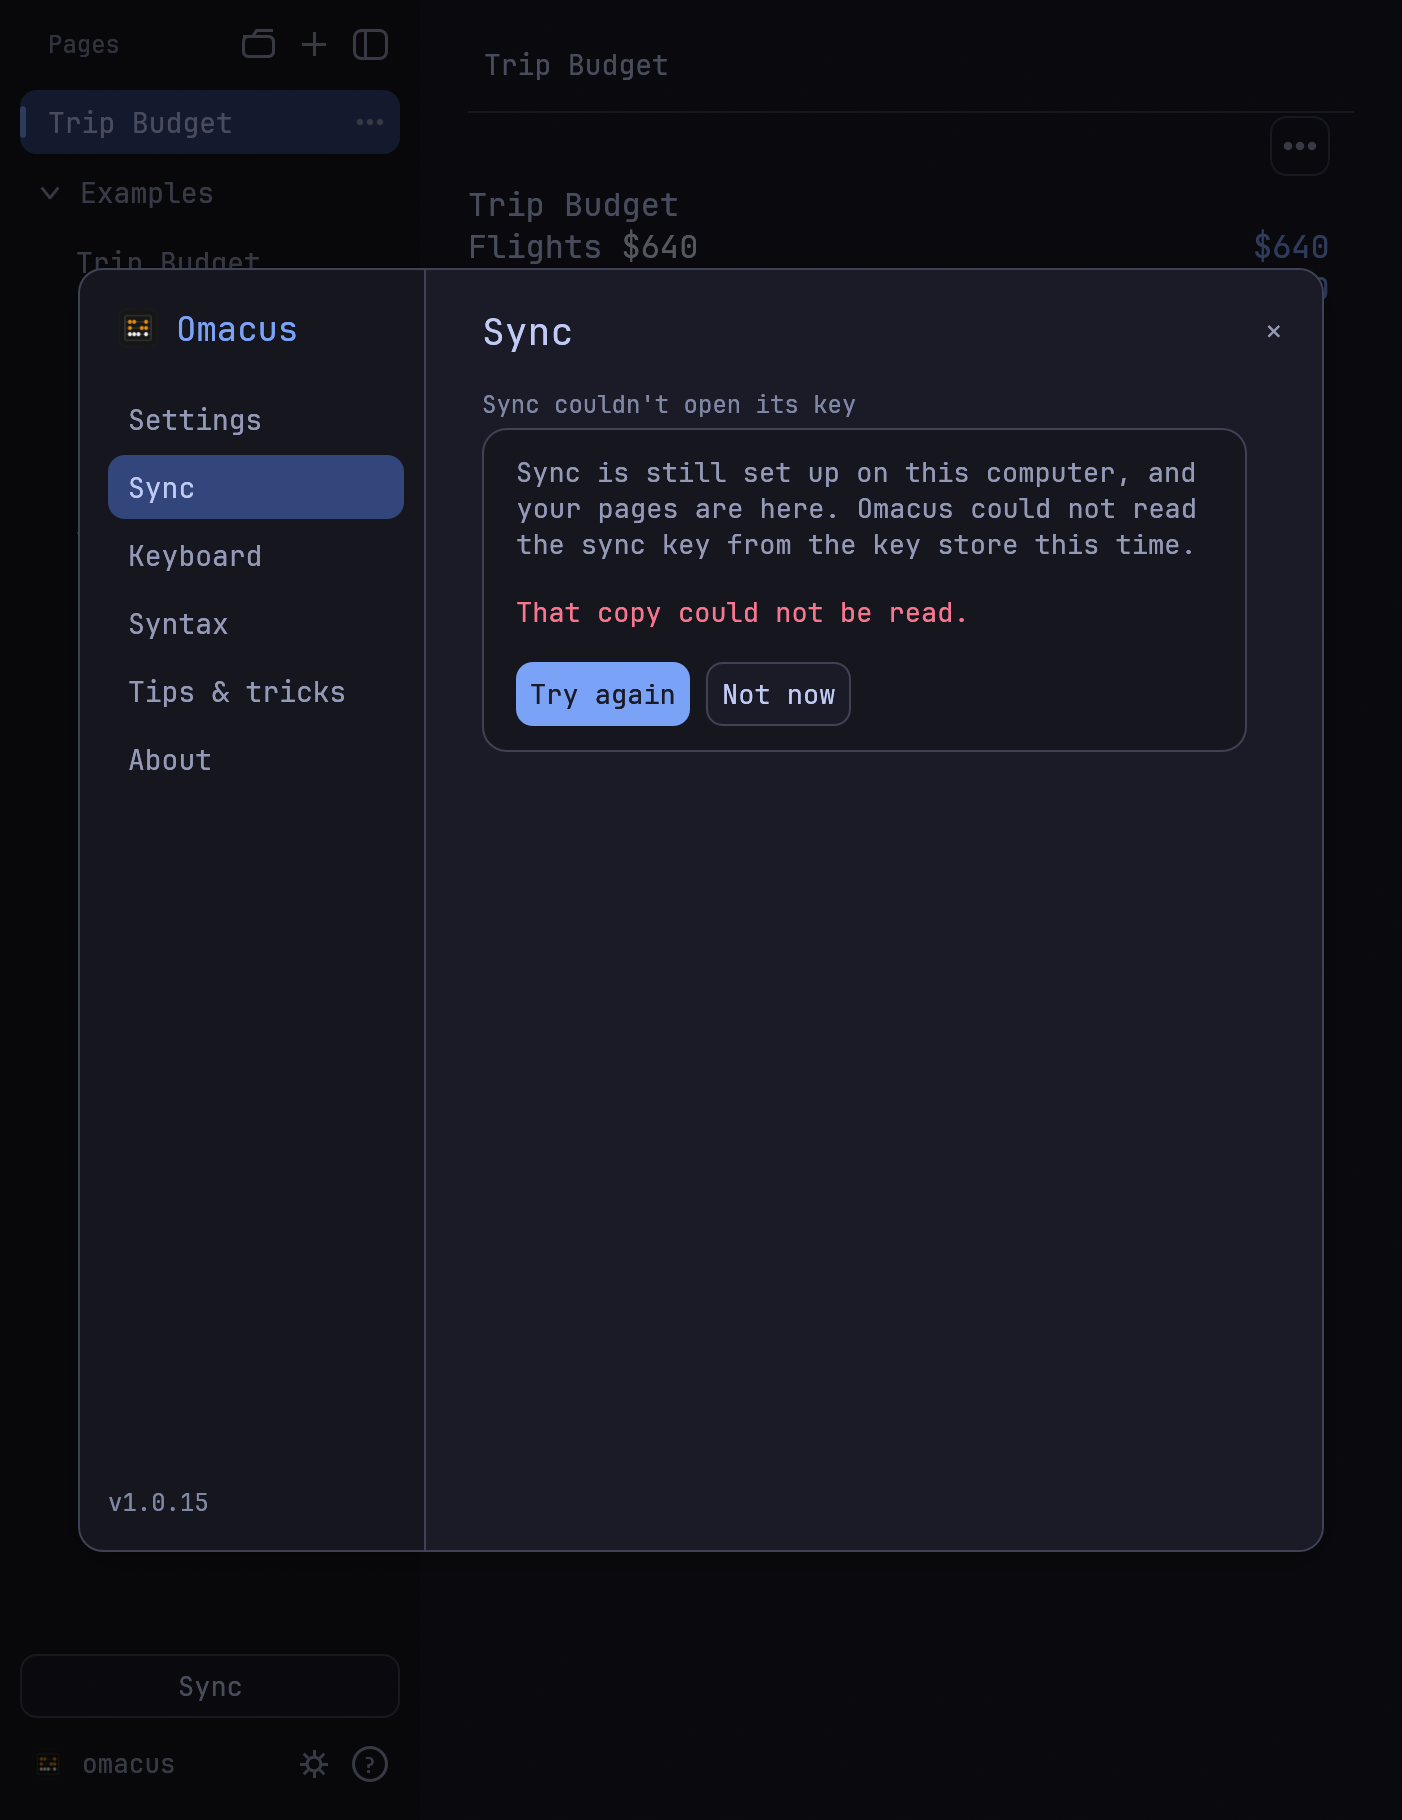 Pages
Trip Budget
Examples
Trip Budget
Trip Budget
Trip Budget
Flights $640
$640
Omacus
Settings
Sync
Keyboard
Syntax
Tips & tricks
About
v1.0.15
Sync
×
Sync couldn't open its key
Sync is still set up on this computer, and
your pages are here. Omacus could not read
the sync key from the key store this time.
That copy could not be read.
Try again
Not now
Sync
omacus
?